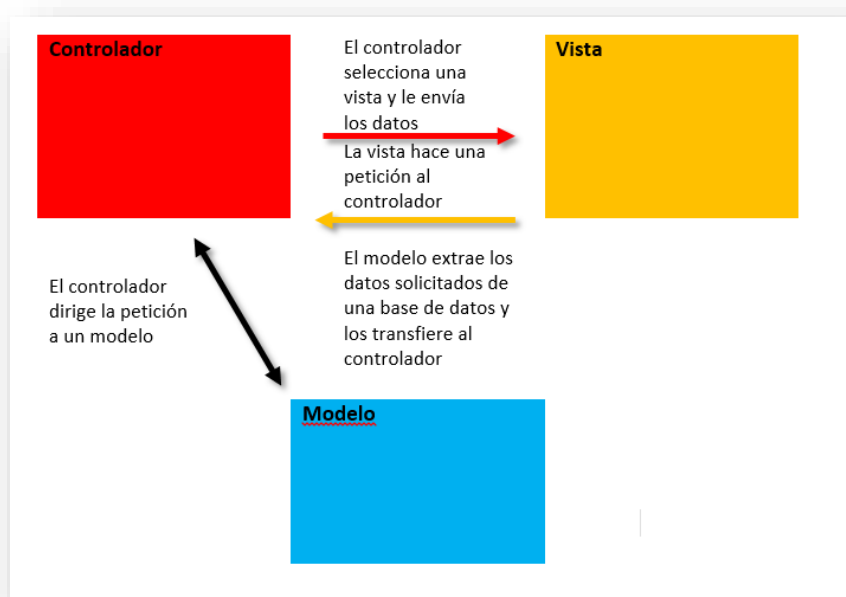 Controlador
El controlador
selecciona una
vista y le envía
los datos
La vista hace una
petición al
controlador
Vista
El controlador
dirige la petición
a un modelo
El modelo extrae los
datos solicitados de
una base de datos y
los transfiere al
controlador
Modelo